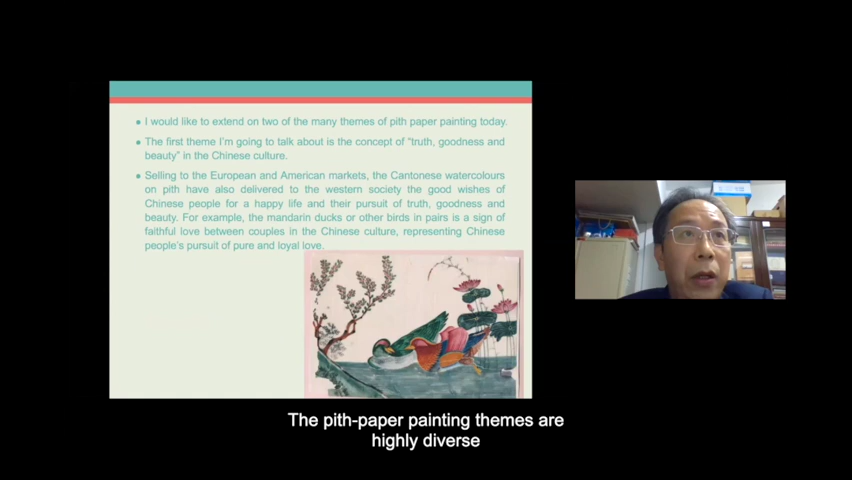 I would like to extend on two of the many themes of pith paper painting today.
The first theme I'm going to talk about is the concept of "truth, goodness and
beauty" in the Chinese culture.
Selling to the European and American markets, the Cantonese watercolours
on pith have also delivered to the western society the good wishes of
Chinese people for a happy life and their pursuit of truth, goodness and
beauty. For example, the mandarin ducks or other birds in pairs is a sign of
faithful love between couples in the Chinese culture, representing Chinese
people's pursuit of pure and loyal love.
The pith-paper painting themes are
highly diverse